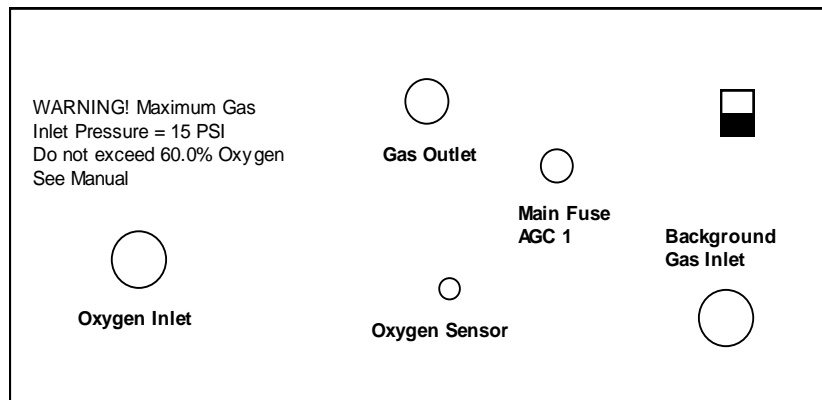 WARNING! Maximum Gas
Inlet Pressure = 15 PSI
Do not exceed 60.0% Oxygen
See Manual
Gas Outlet
Main Fuse
AGC 1
Background
Gas Inlet
Oxygen Inlet
Oxygen Sensor